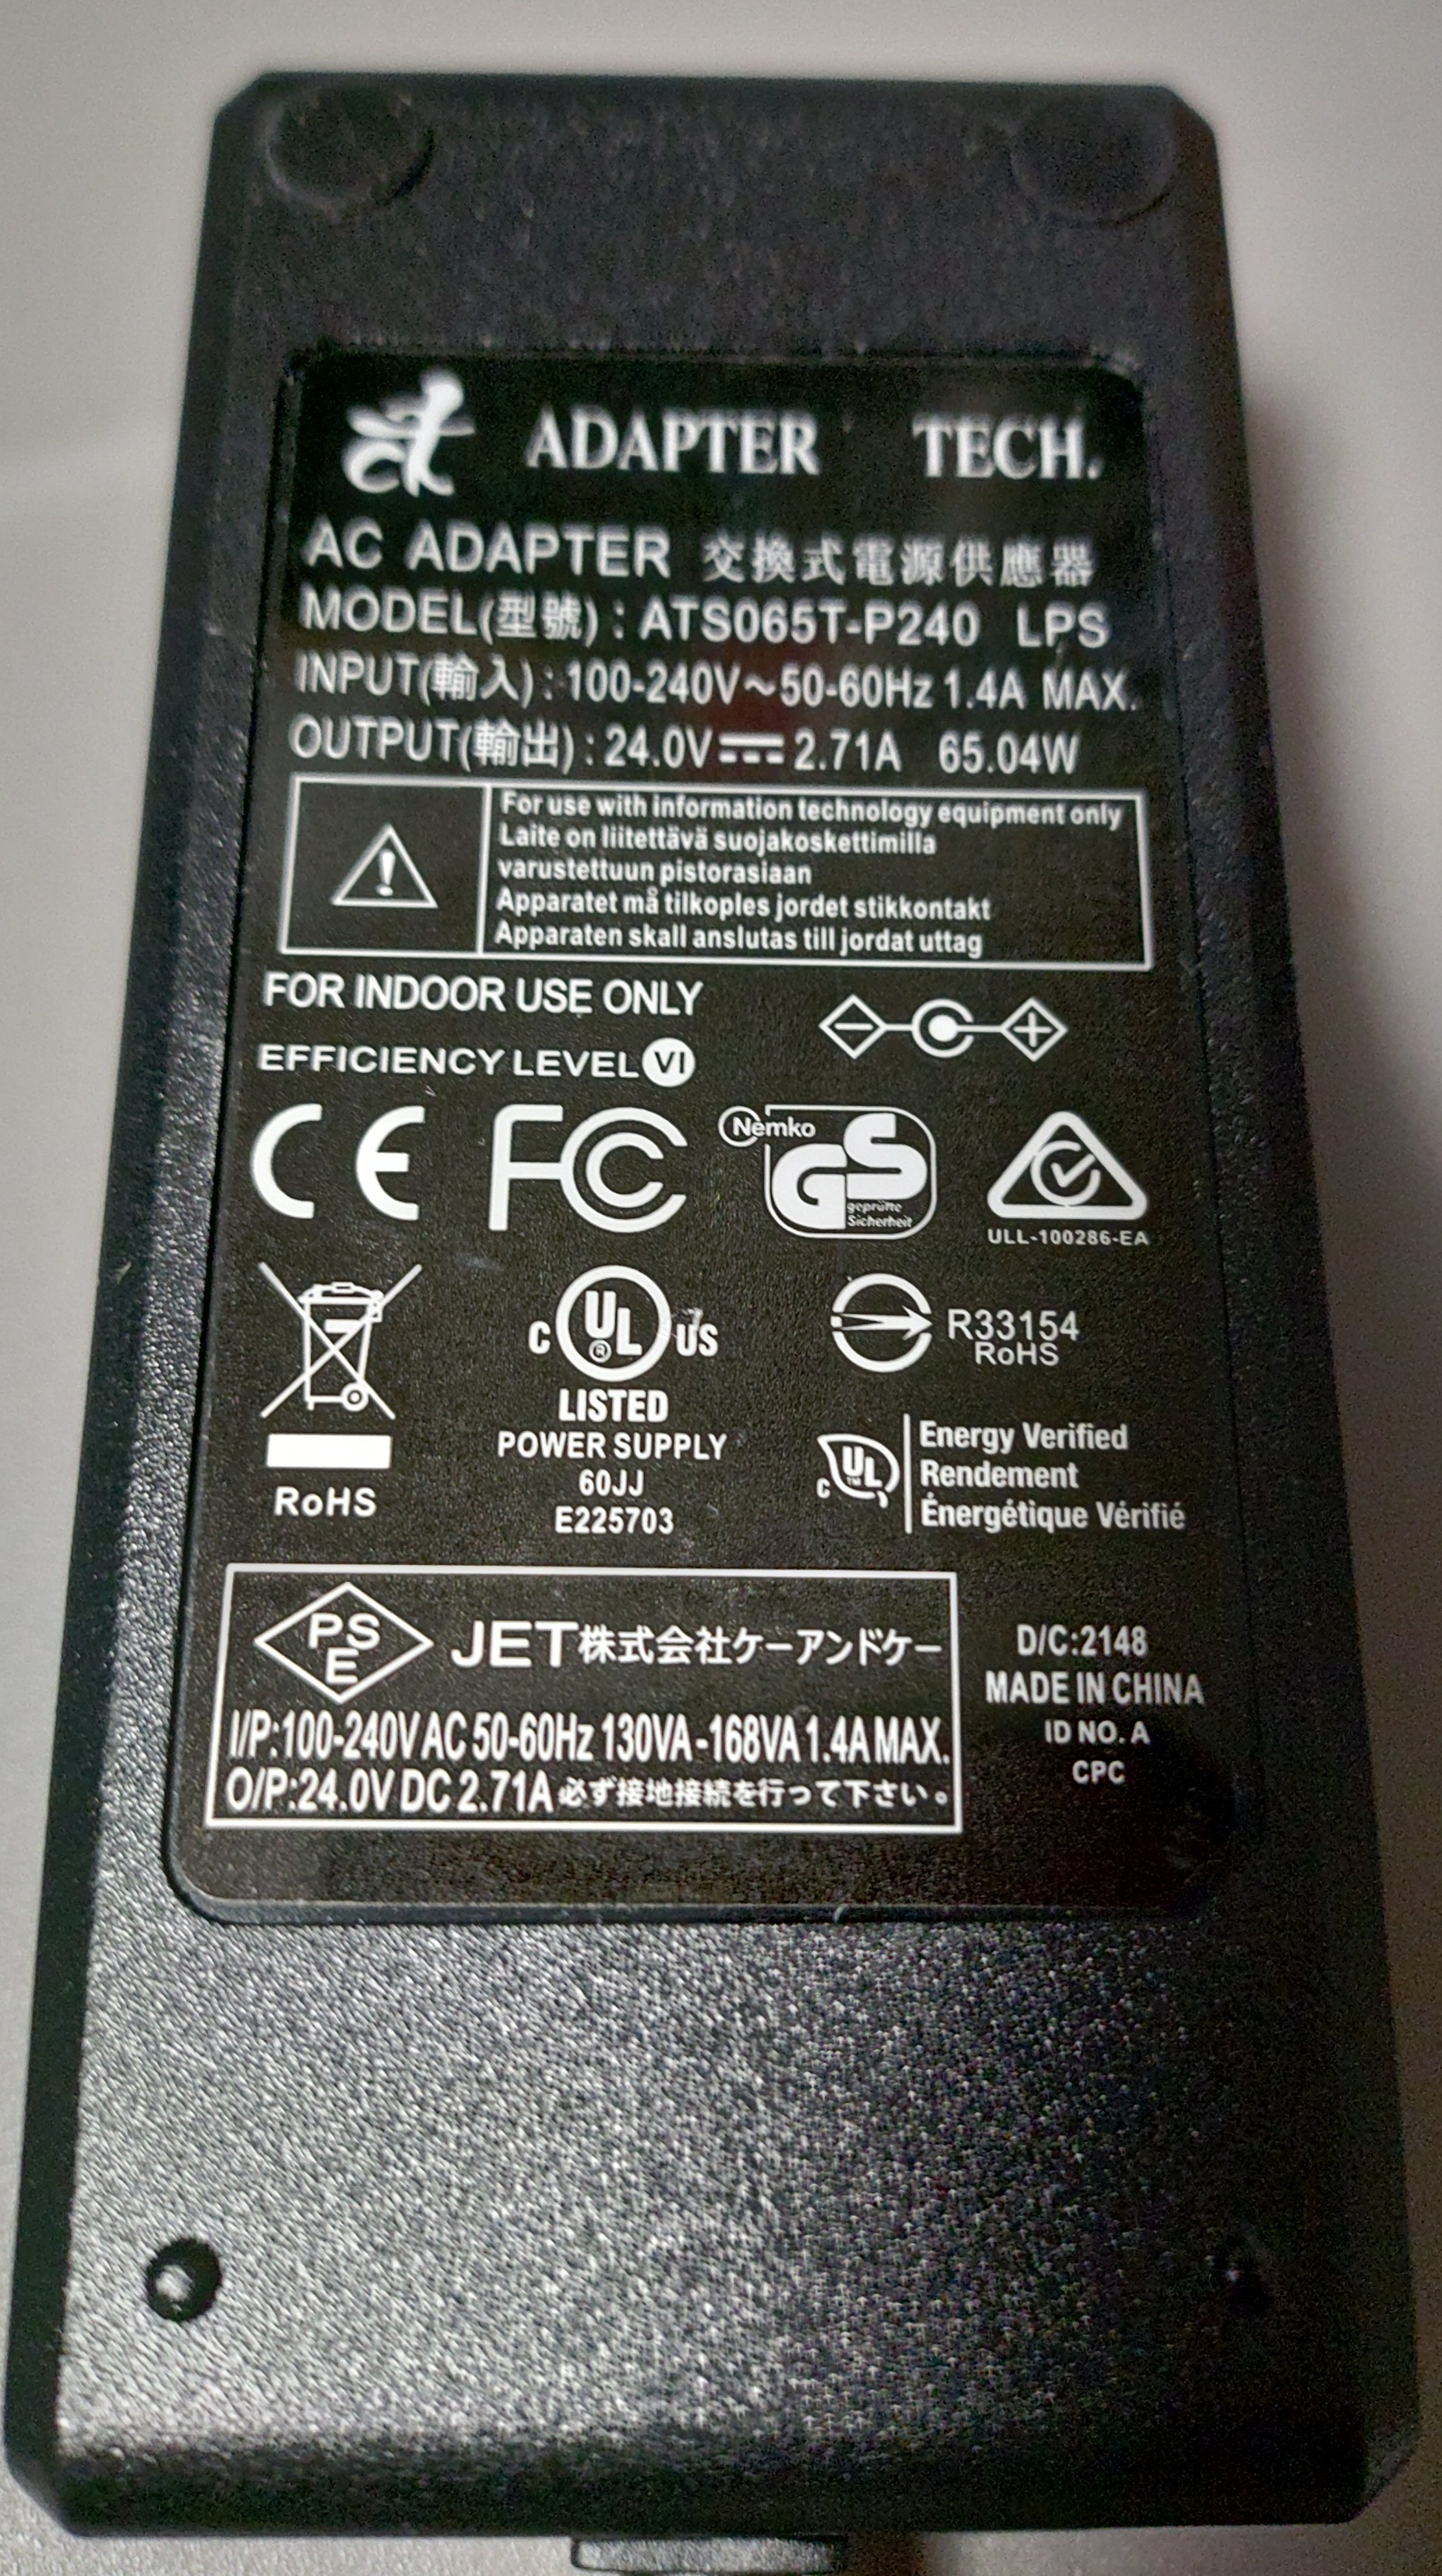 ADAPTER TECH.
AC ADAPTER 交換式電源供應器
MODEL(型號) : ATS065T-P240 LPS
INPUT(輸入) : 100-240V～50-60Hz 1.4A MAX.
OUTPUT(輸出) : 24.0V⎓2.71A 65.04W
For use with information technology equipment only
Laite on liitettävä suojakoskettimilla
varustettuun pistorasiaan
Apparatet må tilkoples jordet stikkontakt
Apparaten skall anslutas till jordat uttag
FOR INDOOR USE ONLY
EFFICIENCY LEVEL VI
CE FC Nemko GS
geprüfte
Sicherheit
ULL-100286-EA
RoHS
C UL ® US
LISTED
POWER SUPPLY
60JJ
E225703
R33154
RoHS
C UL
Energy Verified
Rendement
Énergétique Vérifié
PS
E
JET株式会社ケーアンドケー
I/P:100-240V AC 50-60Hz 130VA-168VA 1.4A MAX.
O/P:24.0V DC 2.71A 必ず接地接続を行って下さい。
D/C:2148
MADE IN CHINA
ID NO. A
CPC